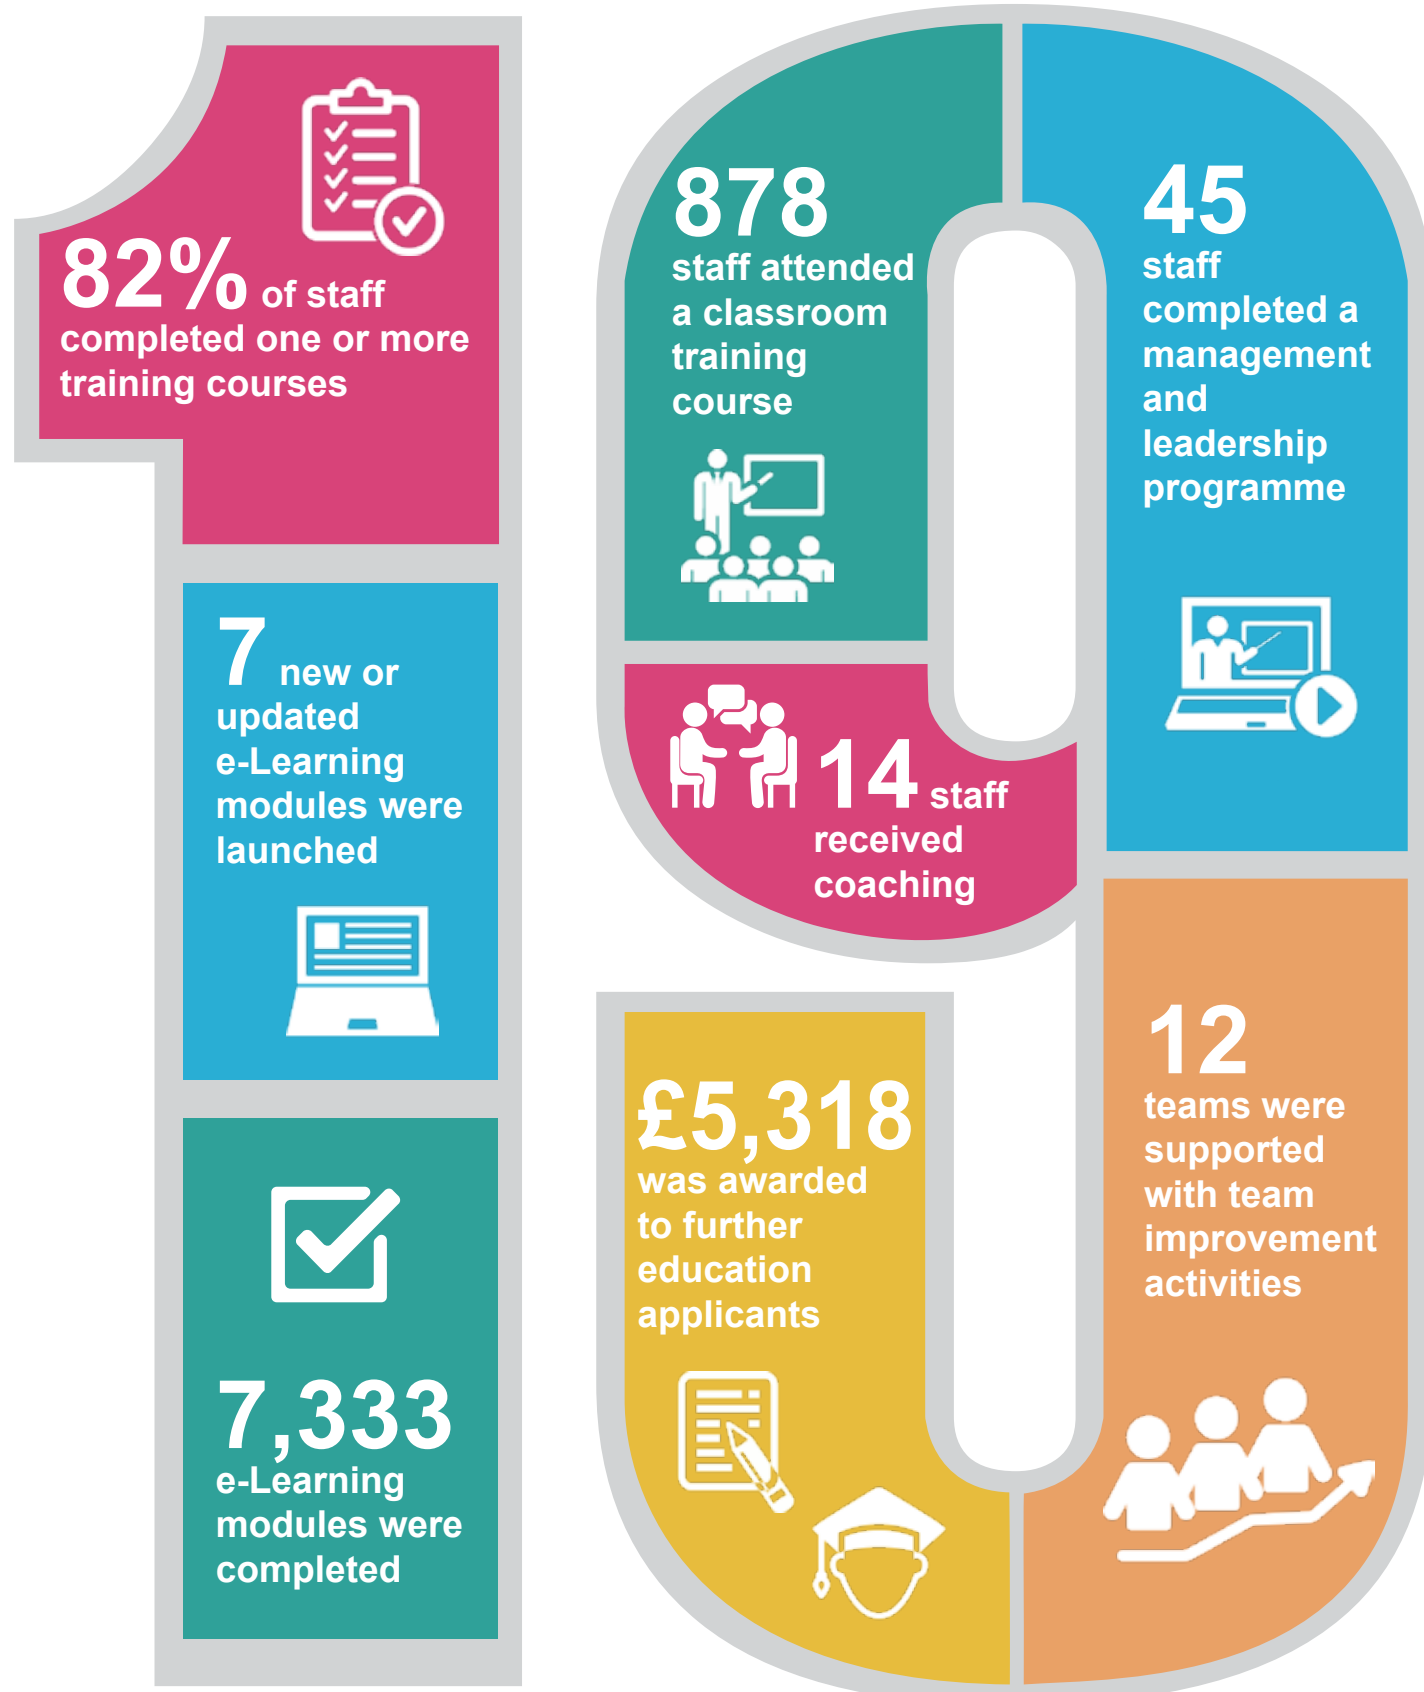 82% of staff
completed one or more
training courses
7 new or
updated
e-Learning
modules were
launched
7,333
e-Learning
modules were
completed
878
staff attended
a classroom
training
course
14 staff
received
coaching
£5,318
was awarded
to further
education
applicants
45
staff
completed a
management
and
leadership
programme
12
teams were
supported
with team
improvement
activities